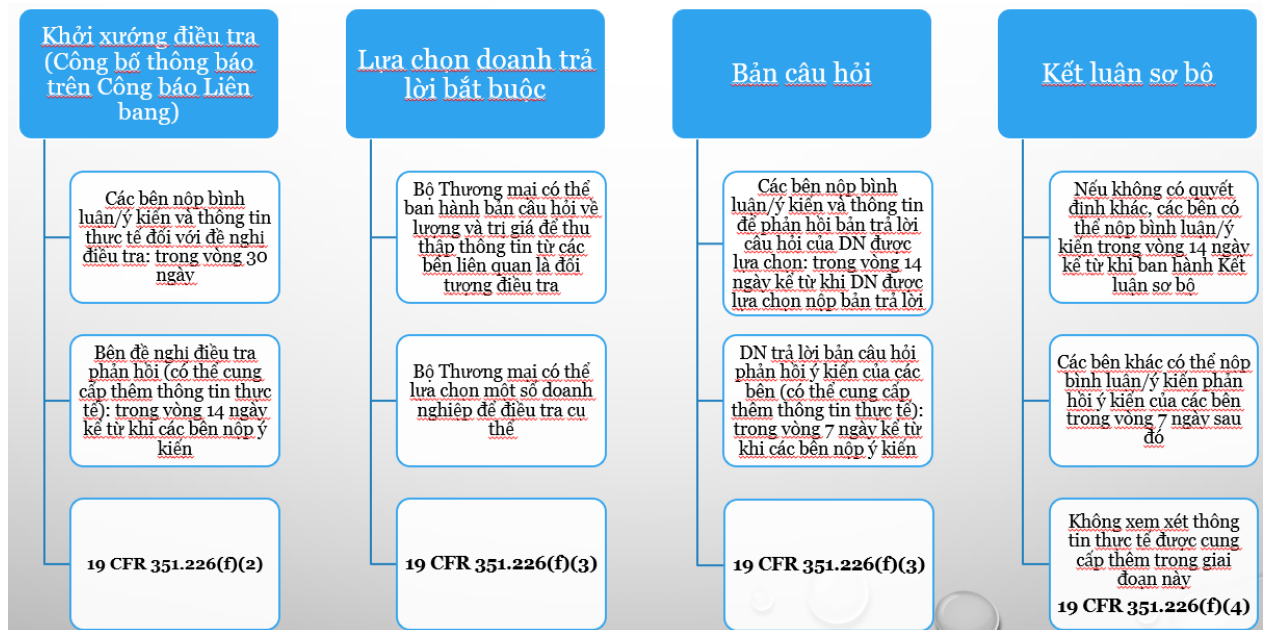 Khởi xướng điều tra
(Công bố thông báo
trên Công báo Liên
bang)
Các bên nộp bình
luận/ý kiến và thông tin
thực tế đối với đề nghị
điều tra: trong vòng 30
ngày
Bên đề nghị điều tra
phản hồi (có thể cung
cấp thêm thông tin thực
tế): trong vòng 14 ngày
kể từ khi các bên nộp ý
kiến
19 CFR 351.226(f)(2)
Lựa chọn doanh trả
lời bắt buộc
Bộ Thương mại có thể
ban hành bản câu hỏi về
lượng và trị giá để thu
thập thông tin từ các
bên liên quan là đối
tượng điều tra
Bộ Thương mại có thể
lựa chọn một số doanh
nghiệp để điều tra cụ
thể
19 CFR 351.226(f)(3)
Bản câu hỏi
Các bên nộp bình
luận/ý kiến và thông tin
để phản hồi bản trả lời
câu hỏi của DN được
lựa chọn: trong vòng 14
ngày kể từ khi DN được
lựa chọn nộp bản trả lời
DN trả lời bản câu hỏi
phản hồi ý kiến của các
bên (có thể cung cấp
thêm thông tin thực tế):
trong vòng 7 ngày kể từ
khi các bên nộp ý kiến
19 CFR 351.226(f)(3)
Kết luận sơ bộ
Nếu không có quyết
định khác, các bên có
thể nộp bình luận/ý
kiến trong vòng 14 ngày
kể từ khi ban hành Kết
luận sơ bộ
Các bên khác có thể nộp
bình luận/ý kiến phản
hồi ý kiến của các bên
trong vòng 7 ngày sau
đó
Không xem xét thông
tin thực tế được cung
cấp thêm trong giai
đoạn này
19 CFR 351.226(f)(4)